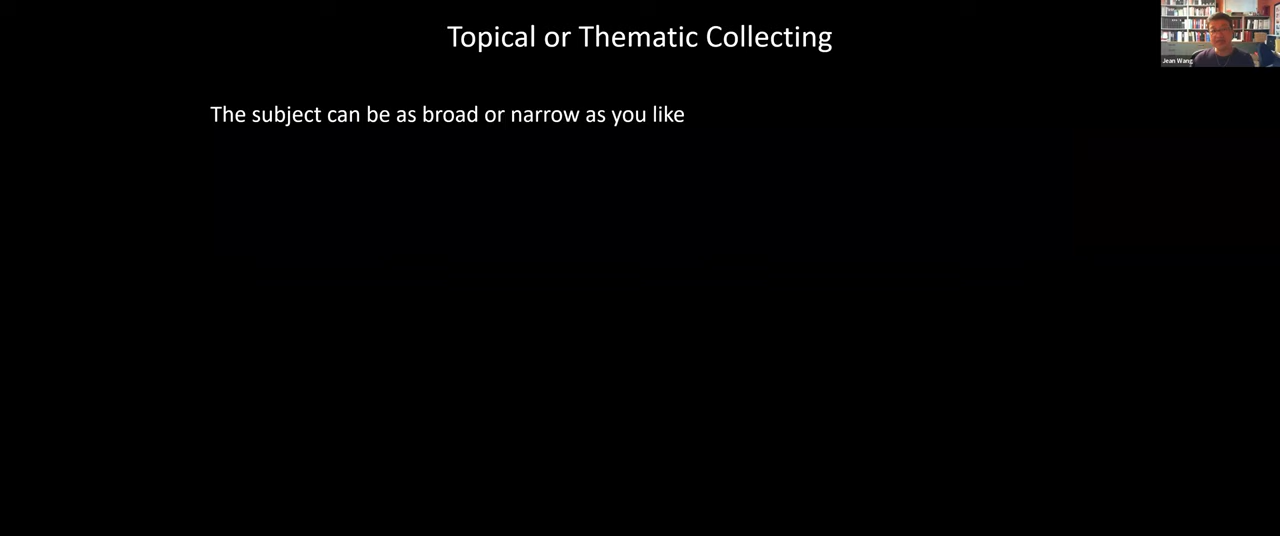 Topical or Thematic Collecting
Jean Wang
The subject can be as broad or narrow as you like